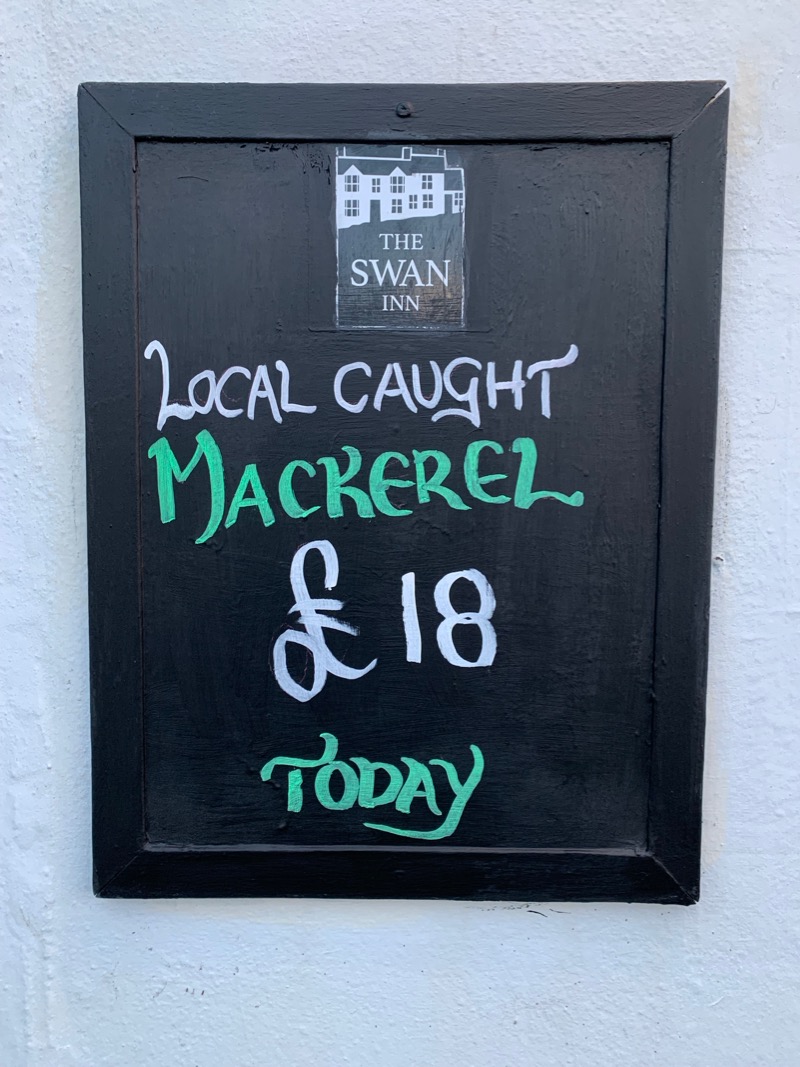 THE
SWAN
INN
LOCAL CAUGHT
MACKEREL
£18
TODAY